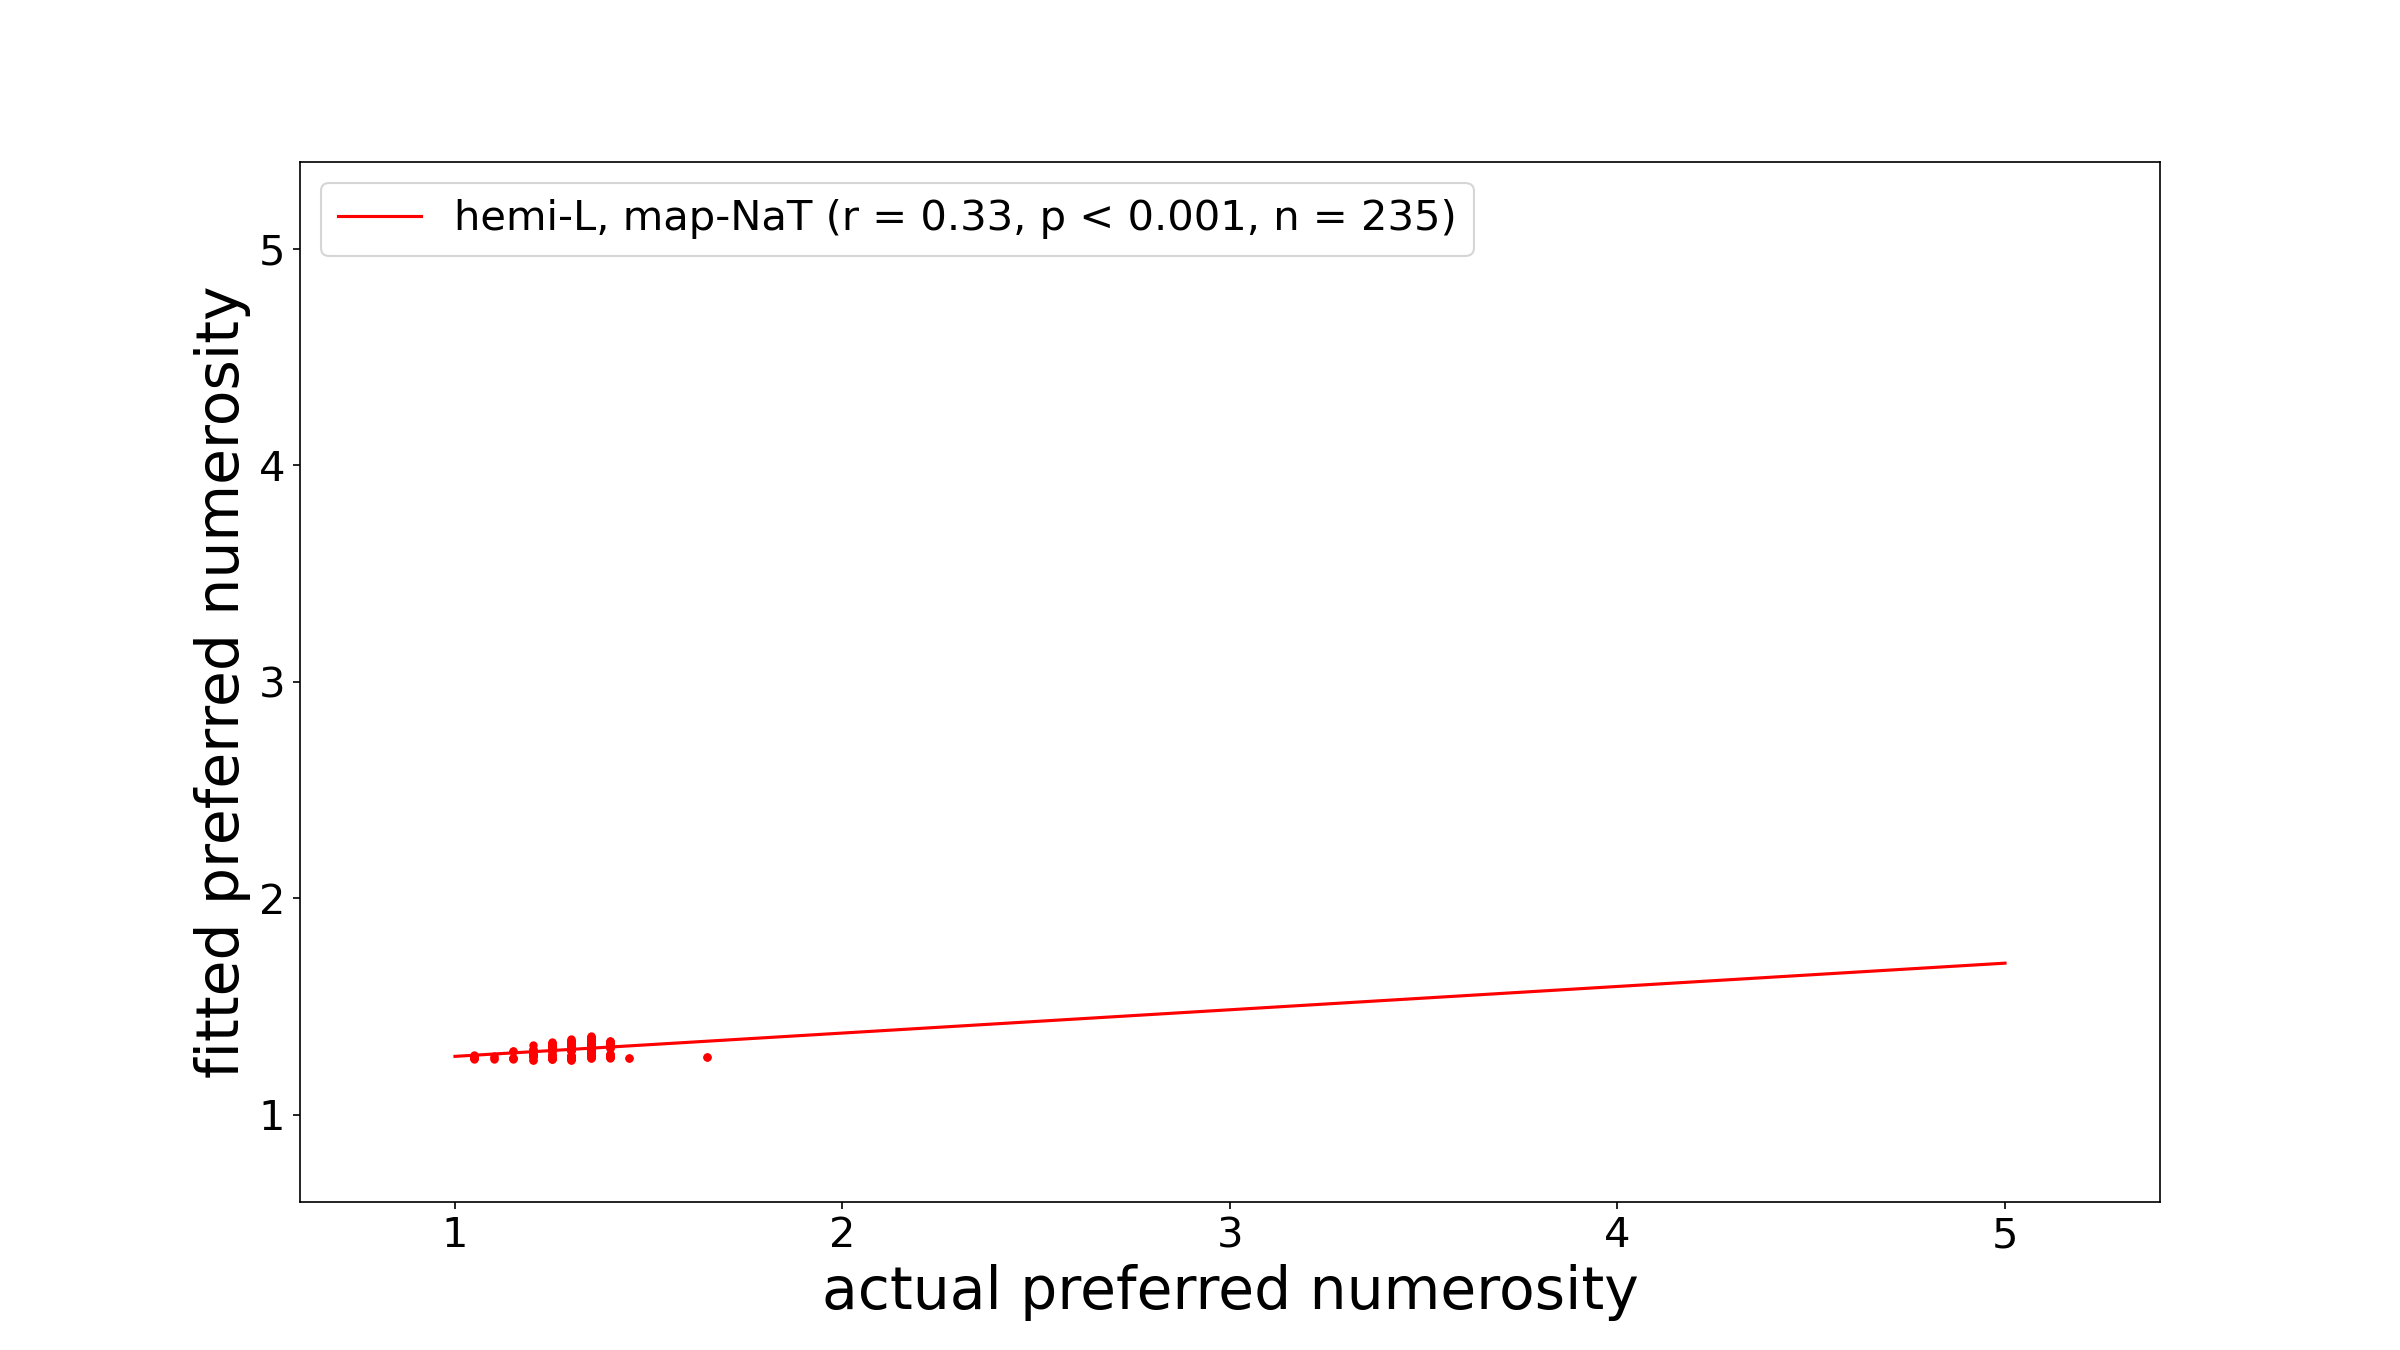 hemi-L, map-NaT (r = 0.33, p < 0.001, n = 235)
fitted preferred numerosity
5
4
3
2
1
1 2 3 4 5
actual preferred numerosity